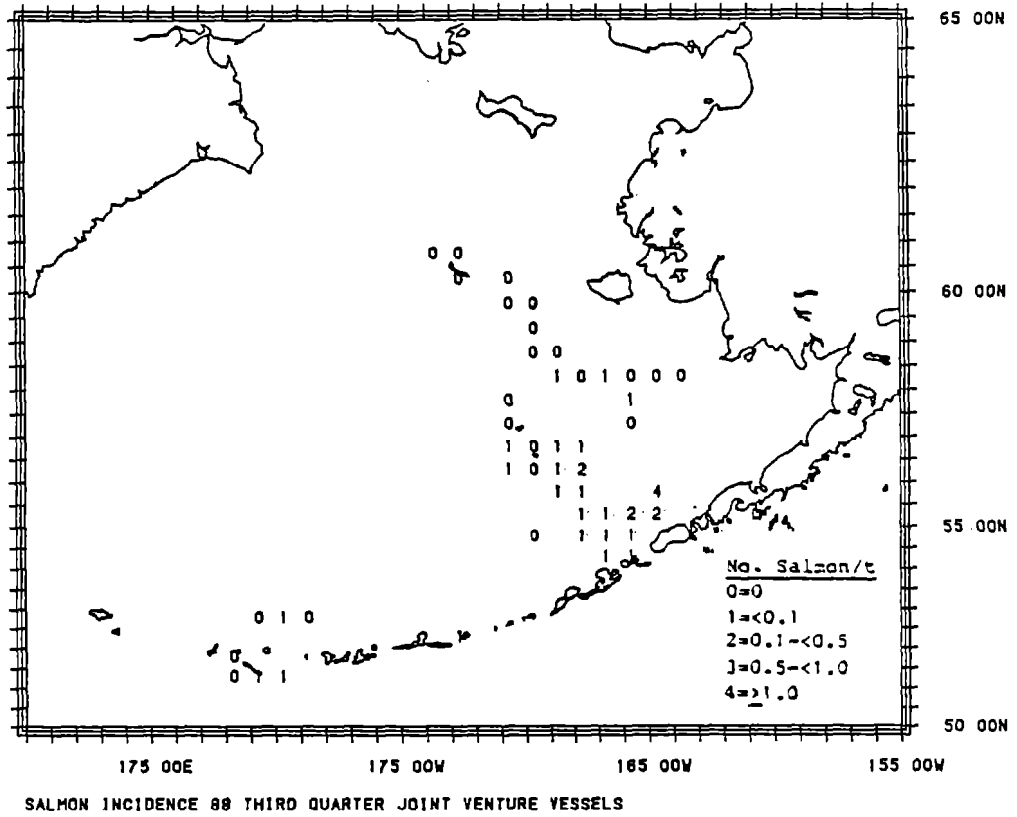 65 00N
0 0
0
0
0 0
60 00N
0
0 0
1 0 1 0 0 0
0 1
0 0
1 0 1 1
1 0 1 2
1 1 4
1 1 2 2
0 1 1 1
55 00N
1 1
No. Salmon/t
0=0
1=<0.1
0 1 0
2=0.1-<0.5
0
3=0.5-<1.0
0 1 1
4=≥1.0
50 00N
175 00E 175 00W 165 00W 155 00W
SALMON INCIDENCE 88 THIRD QUARTER JOINT VENTURE VESSELS